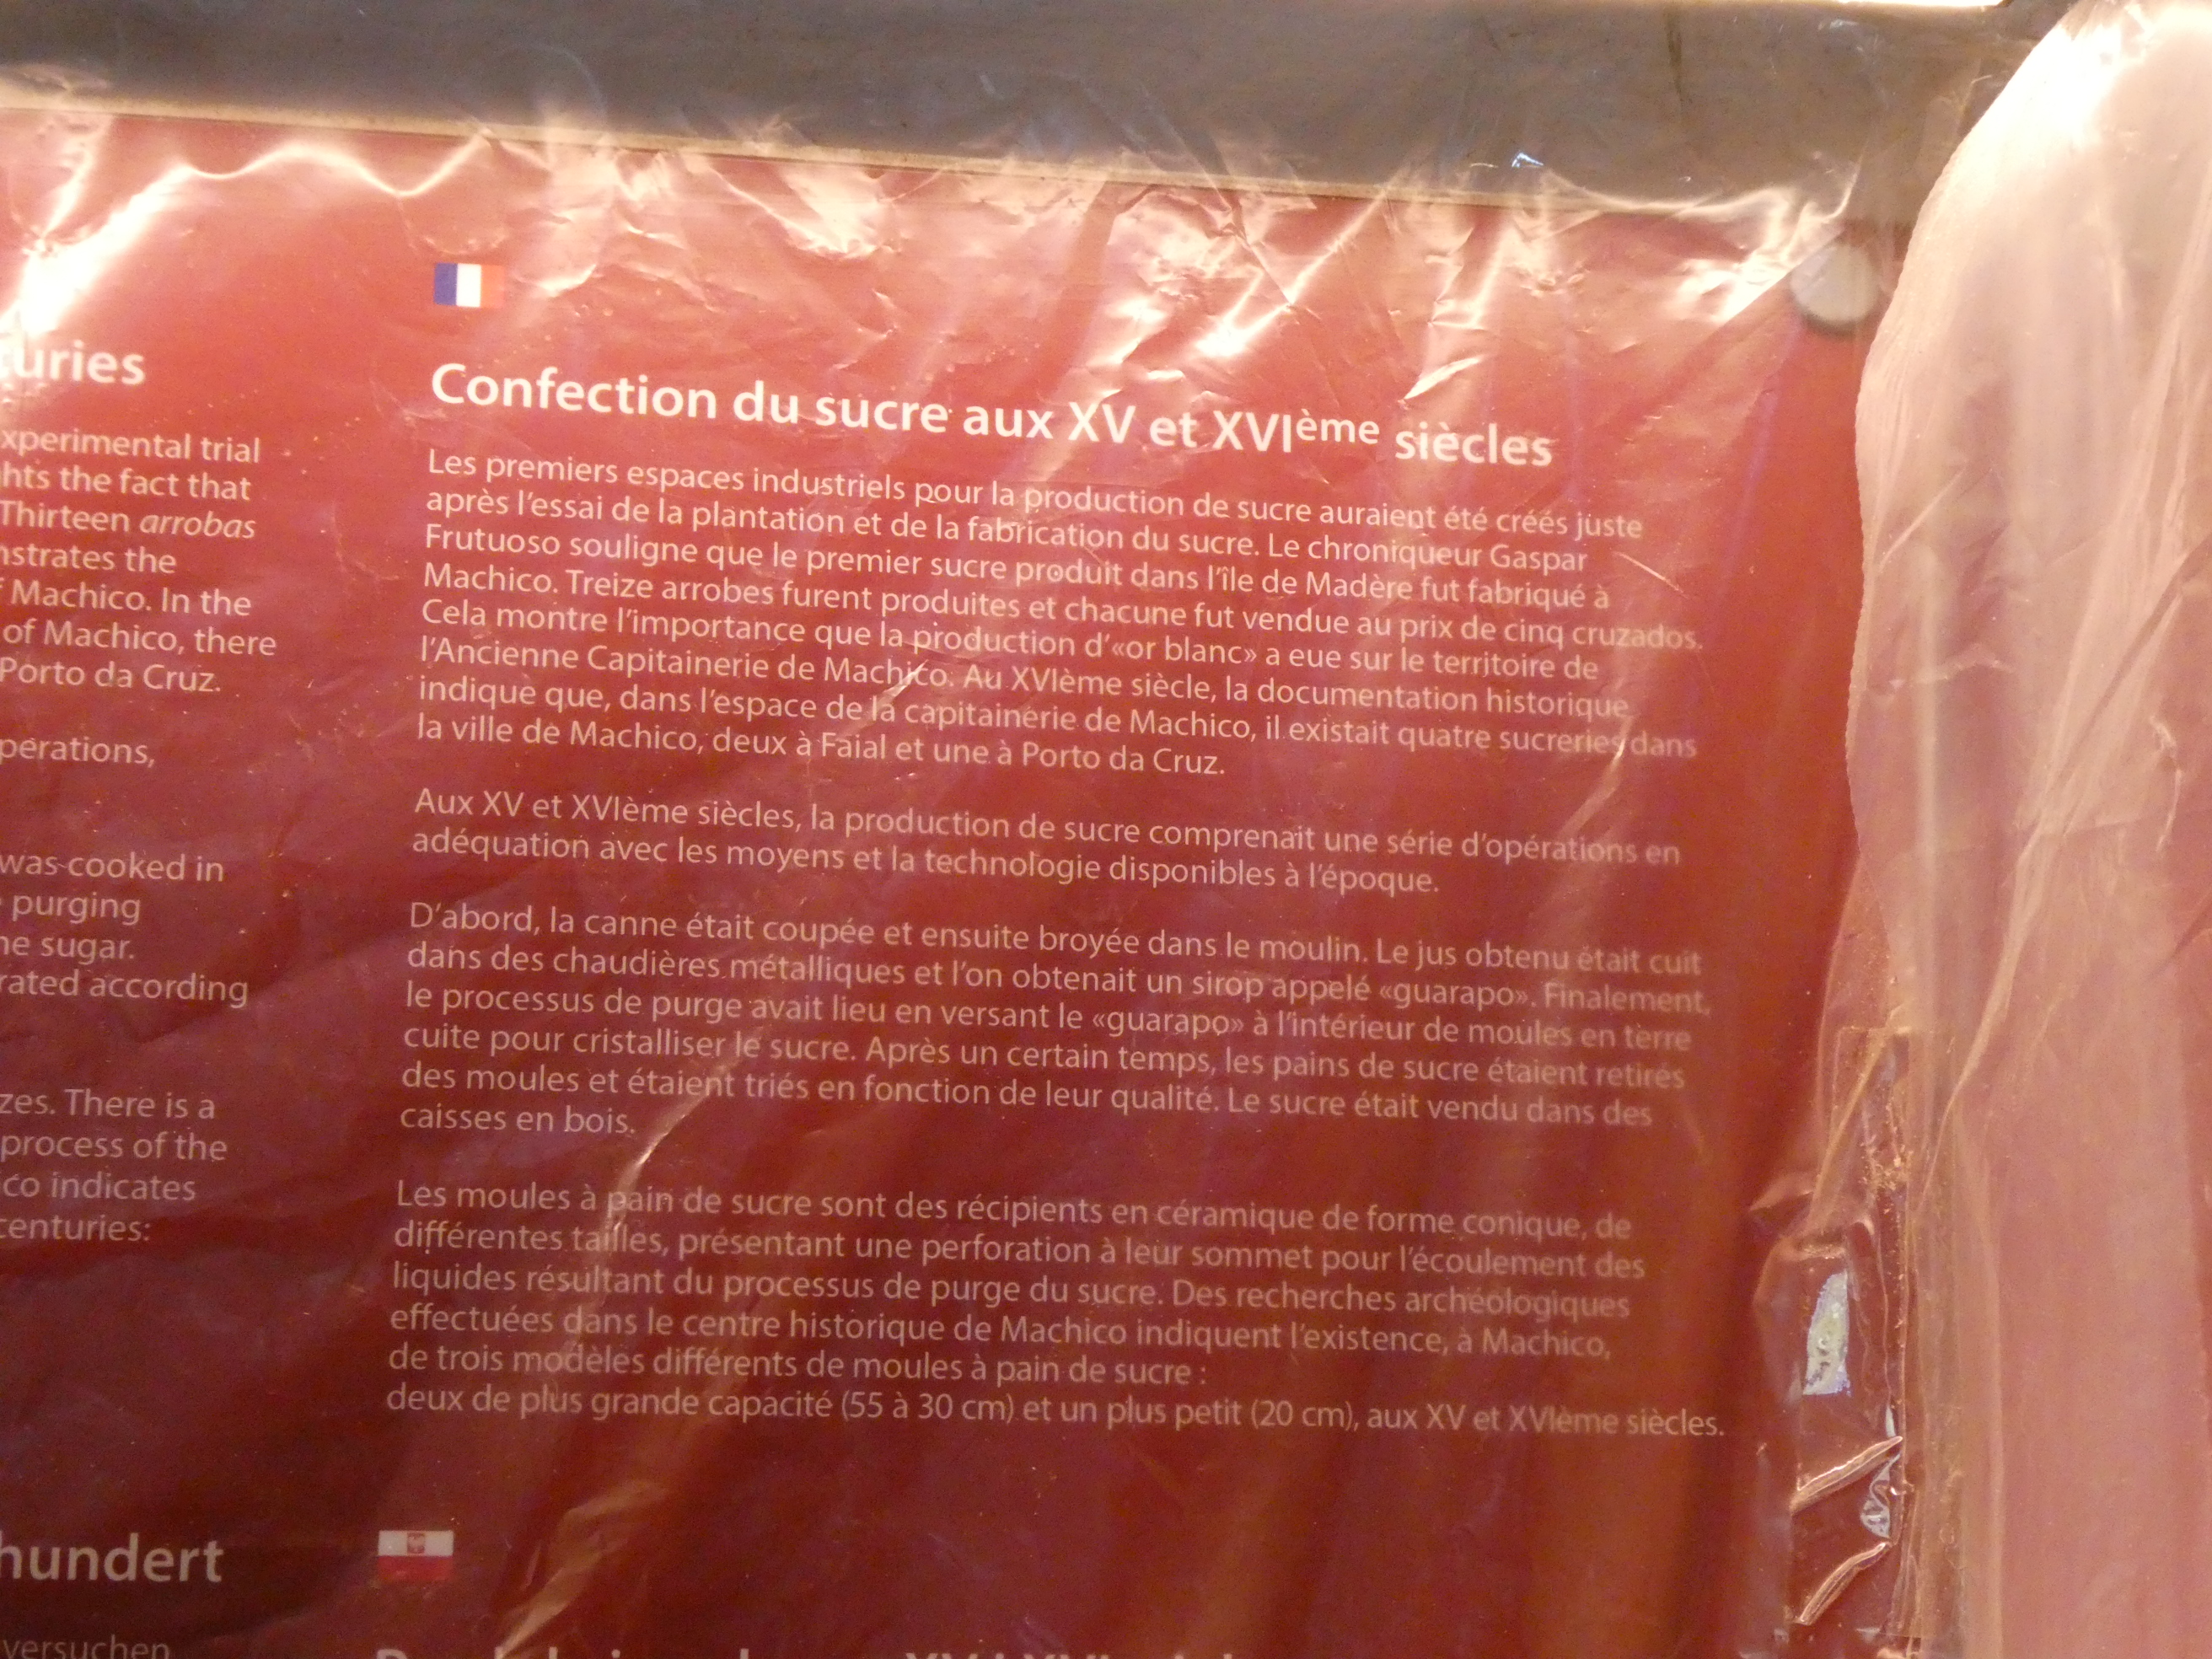 uries
xperimental trial
hts the fact that
Thirteen arrobas
nstrates the
f Machico. In the
of Machico, there
Porto da Cruz.
perations,
was cooked in
purging
ne sugar.
rated according
zes. There is a
process of the
ico indicates
centuries:
Confection du sucre aux XV et XVIème siècles
Les premiers espaces industriels pour la production de sucre auraient été créés juste
après l'essai de la plantation et de la fabrication du sucre. Le chroniqueur Gaspar
Frutuoso souligne que le premier sucre produit dans l'île de Madère fut fabriqué à
Machico. Treize arrobes furent produites et chacune fut vendue au prix de cinq cruzados.
Cela montre l'importance que la production d'«or blanc» a eue sur le territoire de
l'Ancienne Capitainerie de Machico. Au XVIème siècle, la documentation historique
indique que, dans l'espace de la capitainerie de Machico, il existait quatre sucreries dans
la ville de Machico, deux à Faial et une à Porto da Cruz.
Aux XV et XVIème siècles, la production de sucre comprenait une série d'opérations en
adéquation avec les moyens et la technologie disponibles à l'époque.
D'abord, la canne était coupée et ensuite broyée dans le moulin. Le jus obtenu était cuit
dans des chaudières métalliques et l'on obtenait un sirop appelé «guarapo». Finalement,
le processus de purge avait lieu en versant le «guarapo» à l'intérieur de moules en terre
cuite pour cristalliser le sucre. Après un certain temps, les pains de sucre étaient retirés
des moules et étaient triés en fonction de leur qualité. Le sucre était vendu dans des
caisses en bois.
Les moules à pain de sucre sont des récipients en céramique de forme conique, de
différentes tailles, présentant une perforation à leur sommet pour l'écoulement des
liquides résultant du processus de purge du sucre. Des recherches archéologiques
effectuées dans le centre historique de Machico indiquent l'existence, à Machico,
de trois modèles différents de moules à pain de sucre :
deux de plus grande capacité (55 à 30 cm) et un plus petit (20 cm), aux XV et XVIème siècles.
hundert
versuchen